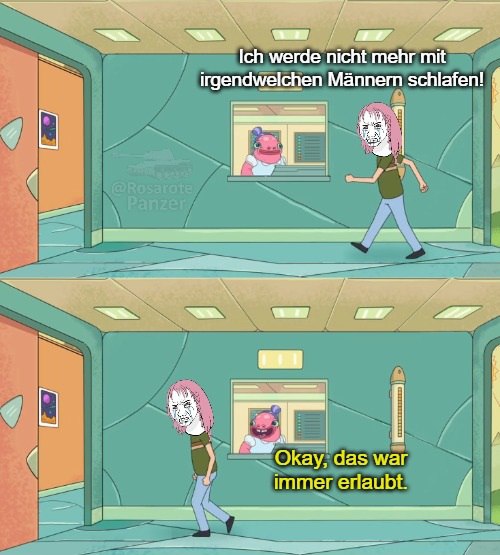 Ich werde nicht mehr mit
irgendwelchen Männern schlafen!
@Rosarote
Panzer
Okay, das war
immer erlaubt.